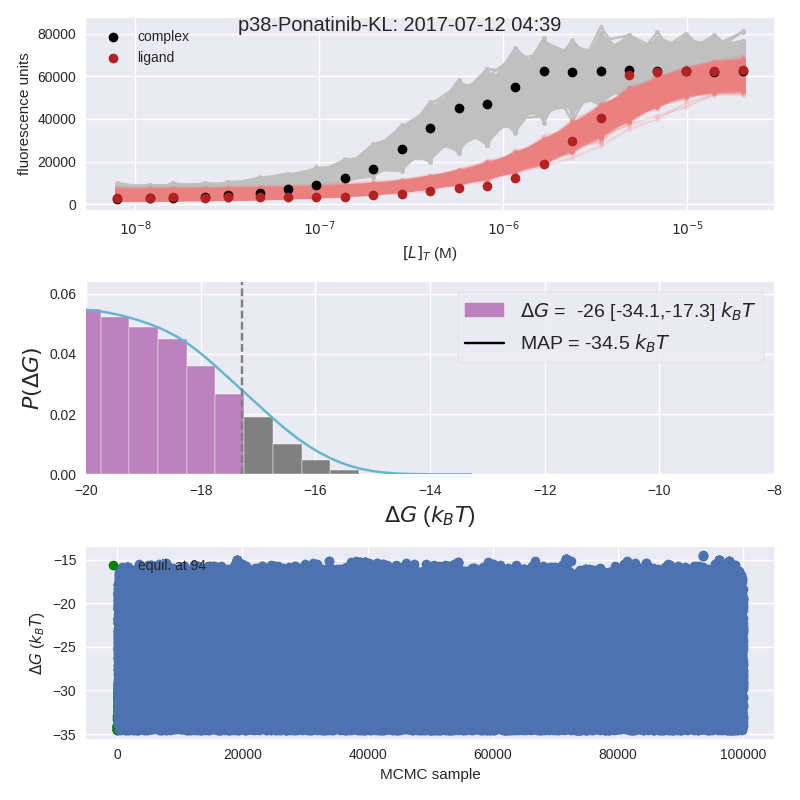 p38-Ponatinib-KL: 2017-07-12 04:39
complex
ligand
80000
60000
40000
20000
0
fluorescence units
10⁻⁸ 10⁻⁷ 10⁻⁶ 10⁻⁵
[L]_T (M)
0.06
0.04
0.02
0.00
P(ΔG)
ΔG = -26 [-34.1,-17.3] k_BT
MAP = -34.5 k_BT
−20 −18 −16 −14 −12 −10 −8
ΔG (k_BT)
equil. at 94
−15
−20
−25
−30
−35
ΔG (k_BT)
0 20000 40000 60000 80000 100000
MCMC sample